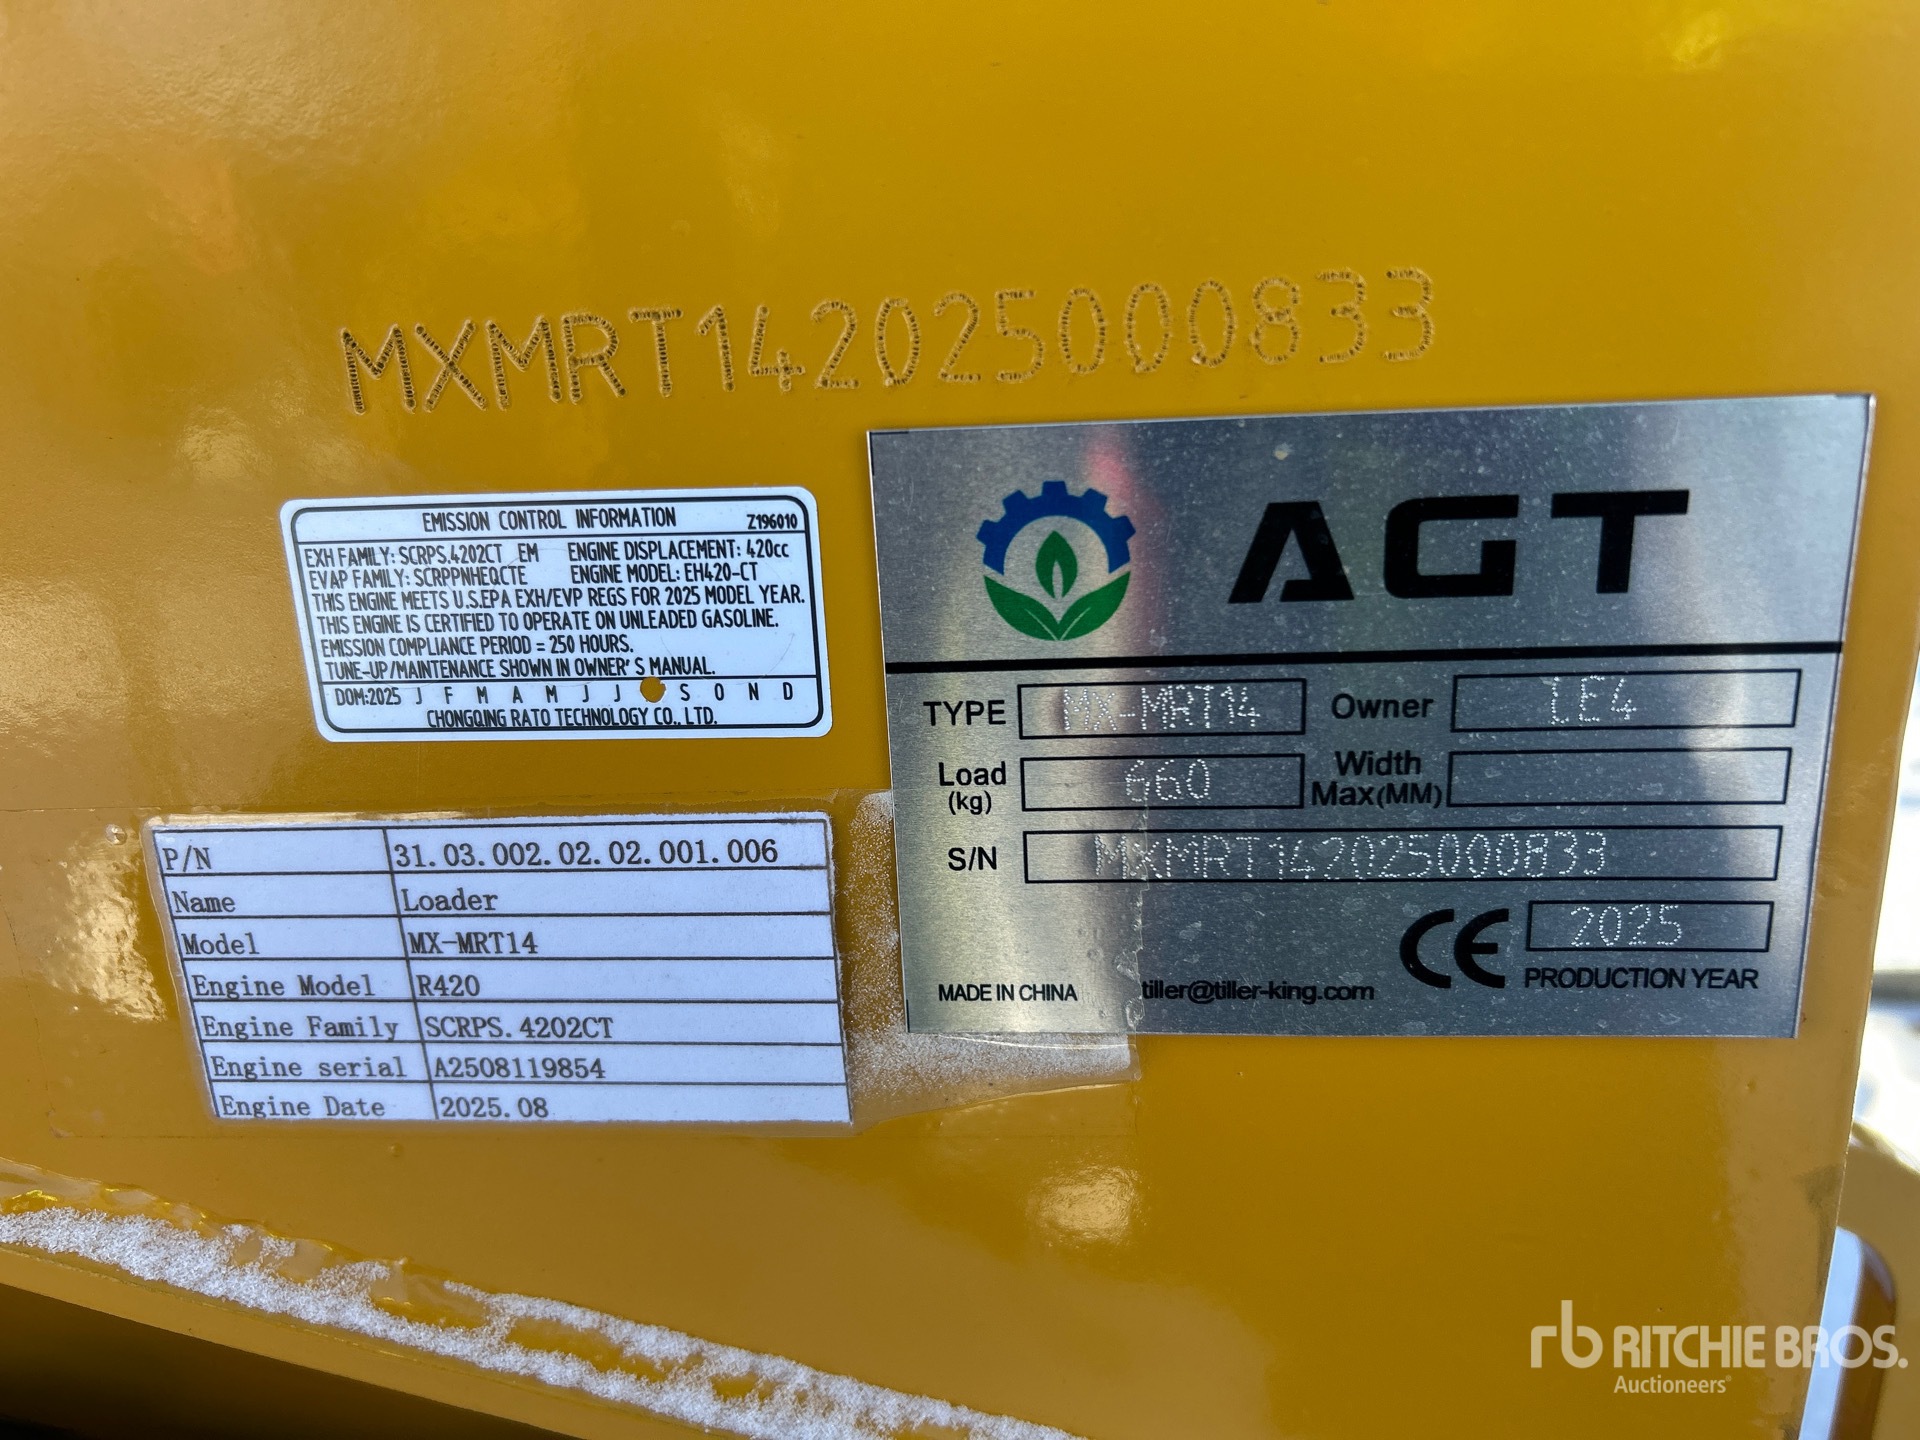 MXMRT142025000833
EMISSION CONTROL INFORMATION Z196010
EXH FAMILY: SCRPS.4202CT EM ENGINE DISPLACEMENT: 420cc
EVAP FAMILY: SCRPPNHEQCTE ENGINE MODEL: EH420-CT
THIS ENGINE MEETS U.S.EPA EXH/EVP REGS FOR 2025 MODEL YEAR.
THIS ENGINE IS CERTIFIED TO OPERATE ON UNLEADED GASOLINE.
EMISSION COMPLIANCE PERIOD = 250 HOURS.
TUNE-UP/MAINTENANCE SHOWN IN OWNER'S MANUAL.
DOM:2025 J F M A M J J S O N D
CHONGQING RATO TECHNOLOGY CO., LTD.
AGT
TYPE MX-MRT14 Owner LE4
Load (kg) 660 Width Max(MM)
S/N MXMRT142025000833
CE 2025
PRODUCTION YEAR
MADE IN CHINA tiller@tiller-king.com
P/N 31.03.002.02.02.001.006
Name Loader
Model MX-MRT14
Engine Model R420
Engine Family SCRPS.4202CT
Engine serial A2508119854
Engine Date 2025.08
rb RITCHIE BROS.
Auctioneers